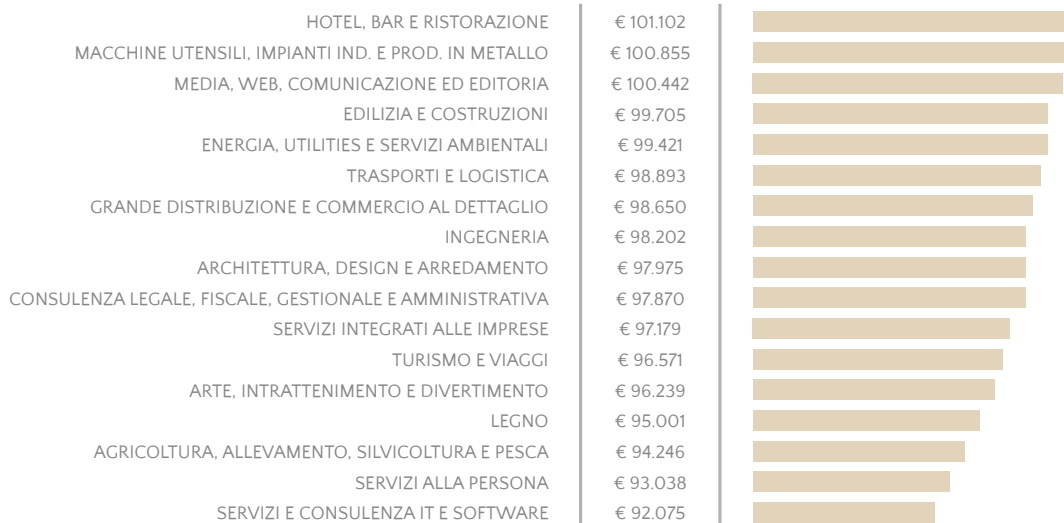 HOTEL, BAR E RISTORAZIONE € 101.102
MACCHINE UTENSILI, IMPIANTI IND. E PROD. IN METALLO € 100.855
MEDIA, WEB, COMUNICAZIONE ED EDITORIA € 100.442
EDILIZIA E COSTRUZIONI € 99.705
ENERGIA, UTILITIES E SERVIZI AMBIENTALI € 99.421
TRASPORTI E LOGISTICA € 98.893
GRANDE DISTRIBUZIONE E COMMERCIO AL DETTAGLIO € 98.650
INGEGNERIA € 98.202
ARCHITETTURA, DESIGN E ARREDAMENTO € 97.975
CONSULENZA LEGALE, FISCALE, GESTIONALE E AMMINISTRATIVA € 97.870
SERVIZI INTEGRATI ALLE IMPRESE € 97.179
TURISMO E VIAGGI € 96.571
ARTE, INTRATTENIMENTO E DIVERTIMENTO € 96.239
LEGNO € 95.001
AGRICOLTURA, ALLEVAMENTO, SILVICOLTURA E PESCA € 94.246
SERVIZI ALLA PERSONA € 93.038
SERVIZI E CONSULENZA IT E SOFTWARE € 92.075